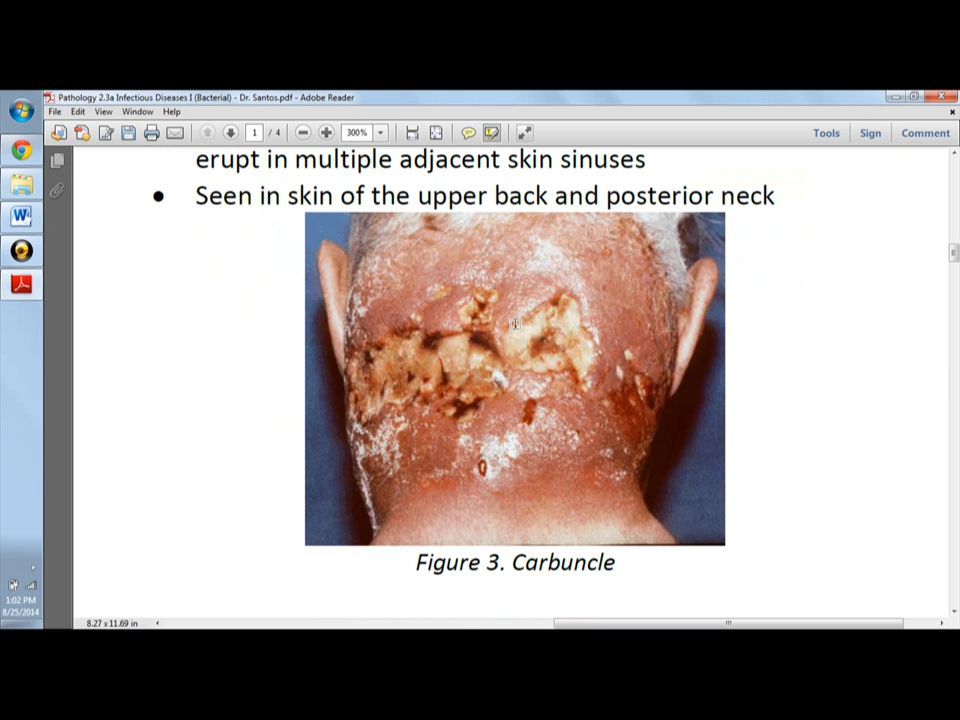 Pathology 2.3a Infectious Diseases I (Bacterial) - Dr. Santos.pdf - Adobe Reader
File Edit View Window Help
1 / 4 300% Tools Sign Comment
erupt in multiple adjacent skin sinuses
● Seen in skin of the upper back and posterior neck
Figure 3. Carbuncle
1:02 PM
8/25/2014
8.27 x 11.69 in